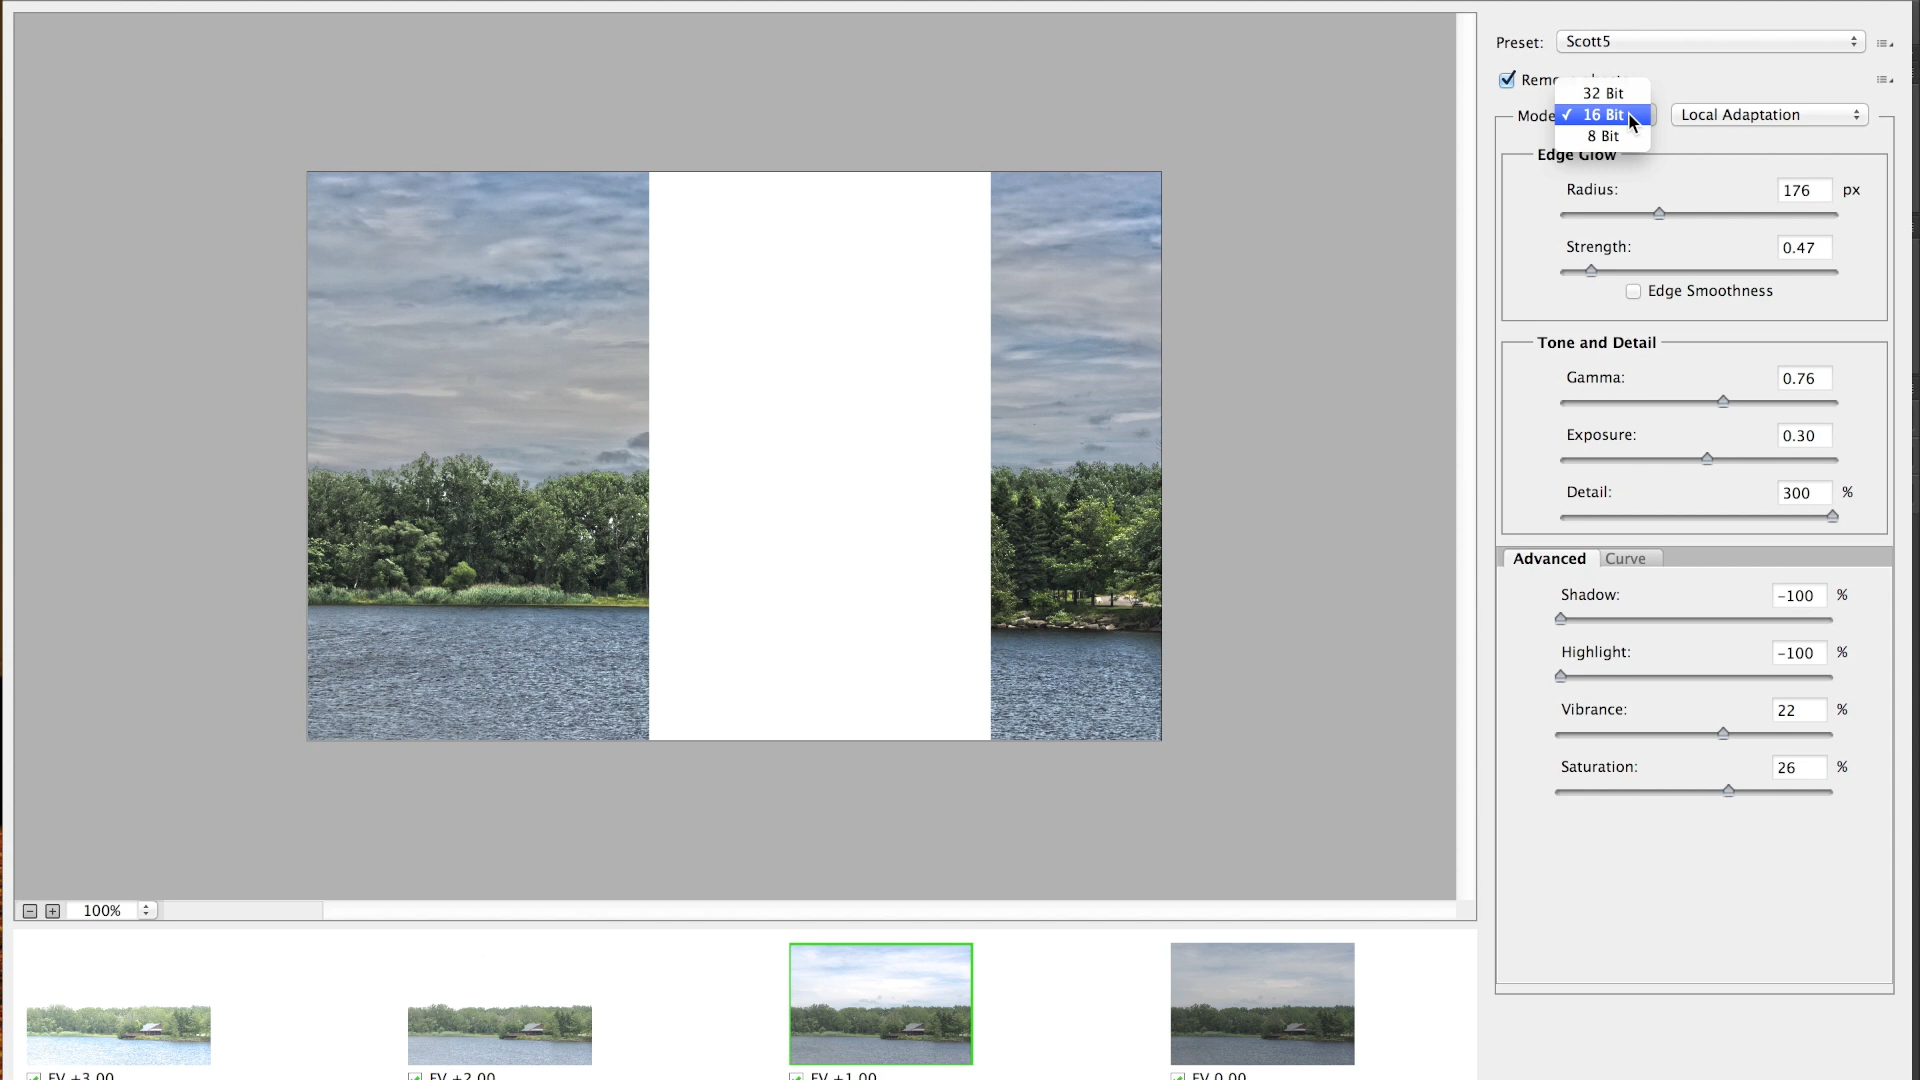 Preset: Scott5
32 Bit
Mode ✓ 16 Bit Local Adaptation
8 Bit
Edge Glow
Radius: 176 px
Strength: 0.47
Edge Smoothness
Tone and Detail
Gamma: 0.76
Exposure: 0.30
Detail: 300 %
Advanced Curve
Shadow: -100 %
Highlight: -100 %
Vibrance: 22 %
Saturation: 26 %
100%
EV +3.00 EV +2.00 EV +1.00 EV 0.00